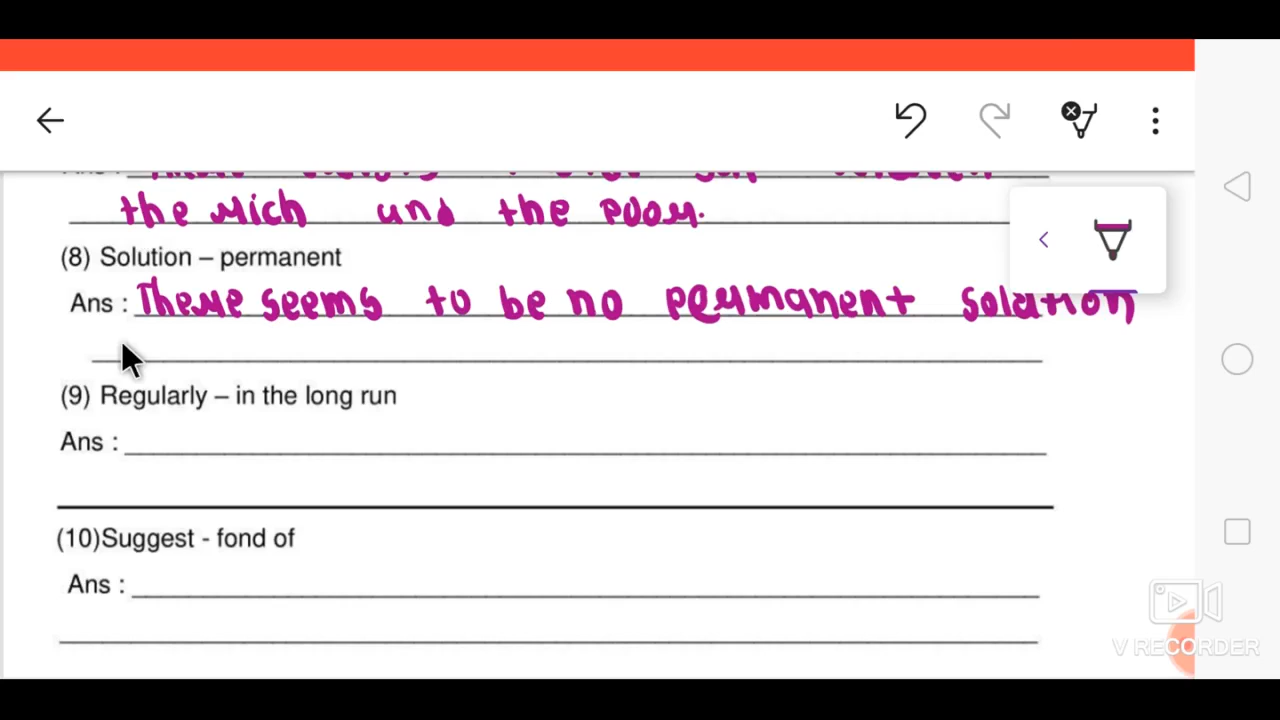 the rich and the poor.
(8) Solution – permanent
Ans : There seems to be no permanent solution
(9) Regularly – in the long run
Ans :
(10)Suggest - fond of
Ans :
V RECORDER